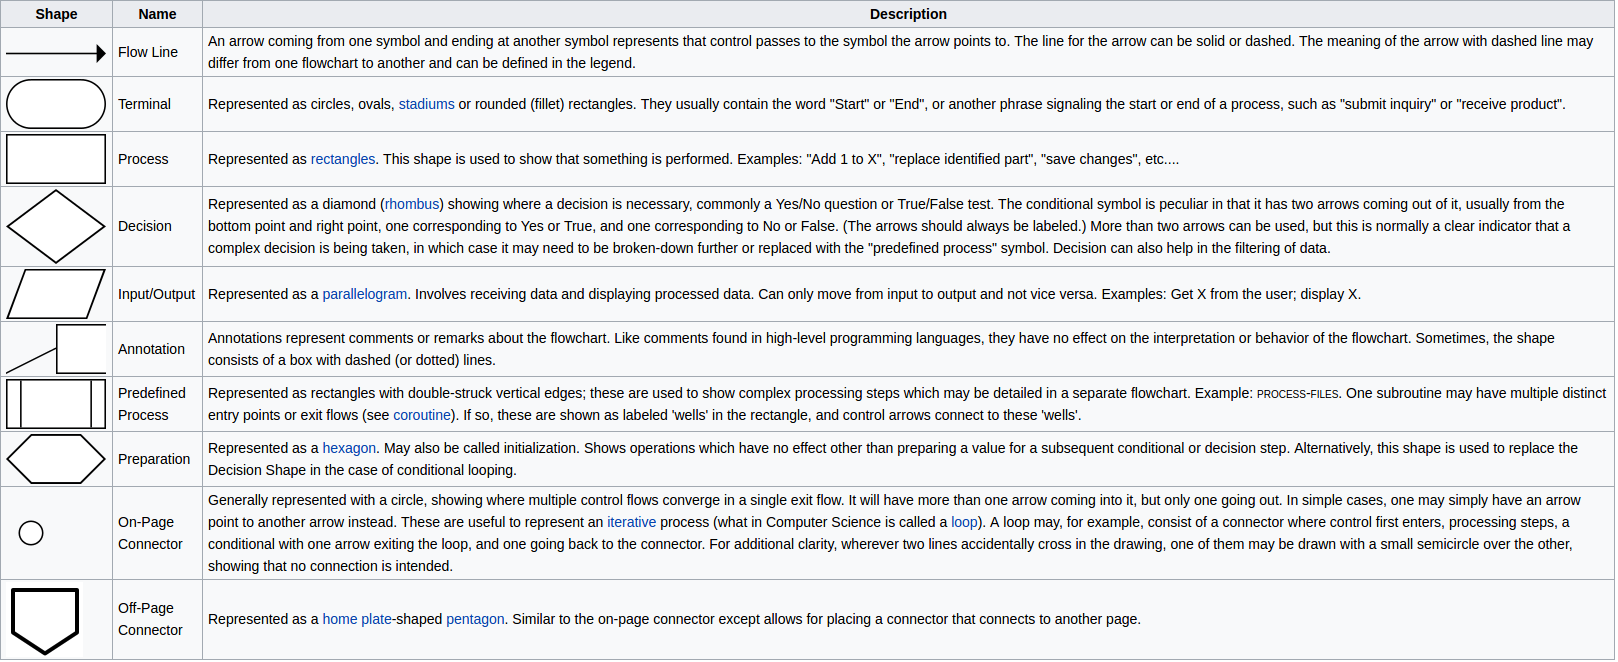 Shape Name Description
Flow Line
An arrow coming from one symbol and ending at another symbol represents that control passes to the symbol the arrow points to. The line for the arrow can be solid or dashed. The meaning of the arrow with dashed line may
differ from one flowchart to another and can be defined in the legend.
Terminal
Represented as circles, ovals, stadiums or rounded (fillet) rectangles. They usually contain the word "Start" or "End", or another phrase signaling the start or end of a process, such as "submit inquiry" or "receive product".
Process
Represented as rectangles. This shape is used to show that something is performed. Examples: "Add 1 to X", "replace identified part", "save changes", etc....
Decision
Represented as a diamond (rhombus) showing where a decision is necessary, commonly a Yes/No question or True/False test. The conditional symbol is peculiar in that it has two arrows coming out of it, usually from the
bottom point and right point, one corresponding to Yes or True, and one corresponding to No or False. (The arrows should always be labeled.) More than two arrows can be used, but this is normally a clear indicator that a
complex decision is being taken, in which case it may need to be broken-down further or replaced with the "predefined process" symbol. Decision can also help in the filtering of data.
Input/Output
Represented as a parallelogram. Involves receiving data and displaying processed data. Can only move from input to output and not vice versa. Examples: Get X from the user; display X.
Annotation
Annotations represent comments or remarks about the flowchart. Like comments found in high-level programming languages, they have no effect on the interpretation or behavior of the flowchart. Sometimes, the shape
consists of a box with dashed (or dotted) lines.
Predefined
Process
Represented as rectangles with double-struck vertical edges; these are used to show complex processing steps which may be detailed in a separate flowchart. Example: PROCESS-FILES. One subroutine may have multiple distinct
entry points or exit flows (see coroutine). If so, these are shown as labeled 'wells' in the rectangle, and control arrows connect to these 'wells'.
Preparation
Represented as a hexagon. May also be called initialization. Shows operations which have no effect other than preparing a value for a subsequent conditional or decision step. Alternatively, this shape is used to replace the
Decision Shape in the case of conditional looping.
On-Page
Connector
Generally represented with a circle, showing where multiple control flows converge in a single exit flow. It will have more than one arrow coming into it, but only one going out. In simple cases, one may simply have an arrow
point to another arrow instead. These are useful to represent an iterative process (what in Computer Science is called a loop). A loop may, for example, consist of a connector where control first enters, processing steps, a
conditional with one arrow exiting the loop, and one going back to the connector. For additional clarity, wherever two lines accidentally cross in the drawing, one of them may be drawn with a small semicircle over the other,
showing that no connection is intended.
Off-Page
Connector
Represented as a home plate-shaped pentagon. Similar to the on-page connector except allows for placing a connector that connects to another page.